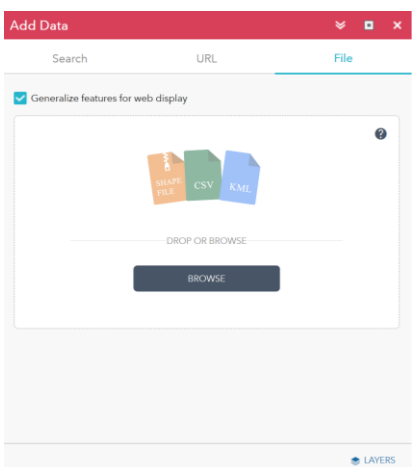 Add Data
Search URL File
Generalize features for web display
SHAPE
FILE
CSV
KML
DROP OR BROWSE
BROWSE
LAYERS